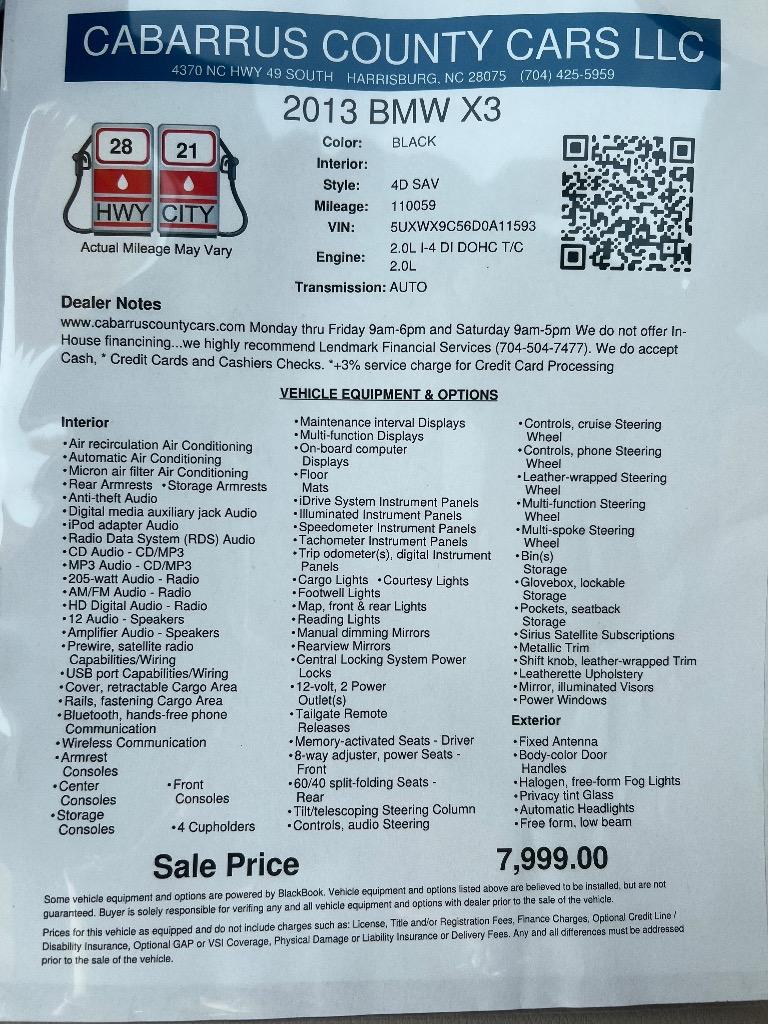 CABARRUS COUNTY CARS LLC
4370 NC HWY 49 SOUTH HARRISBURG, NC 28075 (704) 425-5959
2013 BMW X3
28 21
HWY CITY
Actual Mileage May Vary
Color: BLACK
Interior:
Style: 4D SAV
Mileage: 110059
VIN: 5UXWX9C56D0A11593
Engine: 2.0L I-4 DI DOHC T/C
2.0L
Transmission: AUTO
Dealer Notes
www.cabarruscountycars.com Monday thru Friday 9am-6pm and Saturday 9am-5pm We do not offer In-
House financining...we highly recommend Lendmark Financial Services (704-504-7477). We do accept
Cash, * Credit Cards and Cashiers Checks. *+3% service charge for Credit Card Processing
VEHICLE EQUIPMENT & OPTIONS
Interior
•Air recirculation Air Conditioning
•Automatic Air Conditioning
•Micron air filter Air Conditioning
•Rear Armrests •Storage Armrests
•Anti-theft Audio
•Digital media auxiliary jack Audio
•iPod adapter Audio
•Radio Data System (RDS) Audio
•CD Audio - CD/MP3
•MP3 Audio - CD/MP3
•205-watt Audio - Radio
•AM/FM Audio - Radio
•HD Digital Audio - Radio
•12 Audio - Speakers
•Amplifier Audio - Speakers
•Prewire, satellite radio
Capabilities/Wiring
•USB port Capabilities/Wiring
•Cover, retractable Cargo Area
•Rails, fastening Cargo Area
•Bluetooth, hands-free phone
Communication
•Wireless Communication
•Armrest
Consoles
•Center •Front
Consoles Consoles
•Storage
Consoles •4 Cupholders
•Maintenance interval Displays
•Multi-function Displays
•On-board computer
Displays
•Floor
Mats
•iDrive System Instrument Panels
•Illuminated Instrument Panels
•Speedometer Instrument Panels
•Tachometer Instrument Panels
•Trip odometer(s), digital Instrument
Panels
•Cargo Lights •Courtesy Lights
•Footwell Lights
•Map, front & rear Lights
•Reading Lights
•Manual dimming Mirrors
•Rearview Mirrors
•Central Locking System Power
Locks
•12-volt, 2 Power
Outlet(s)
•Tailgate Remote
Releases
•Memory-activated Seats - Driver
•8-way adjuster, power Seats -
Front
•60/40 split-folding Seats -
Rear
•Tilt/telescoping Steering Column
•Controls, audio Steering
•Controls, cruise Steering
Wheel
•Controls, phone Steering
Wheel
•Leather-wrapped Steering
Wheel
•Multi-function Steering
Wheel
•Multi-spoke Steering
Wheel
•Bin(s)
Storage
•Glovebox, lockable
Storage
•Pockets, seatback
Storage
•Sirius Satellite Subscriptions
•Metallic Trim
•Shift knob, leather-wrapped Trim
•Leatherette Upholstery
•Mirror, illuminated Visors
•Power Windows
Exterior
•Fixed Antenna
•Body-color Door
Handles
•Halogen, free-form Fog Lights
•Privacy tint Glass
•Automatic Headlights
•Free form, low beam
Sale Price 7,999.00
Some vehicle equipment and options are powered by BlackBook. Vehicle equipment and options listed above are believed to be installed, but are not
guaranteed. Buyer is solely responsible for verifing any and all vehicle equipment and options with dealer prior to the sale of the vehicle.
Prices for this vehicle as equipped and do not include charges such as: License, Title and/or Registration Fees, Finance Charges, Optional Credit Line /
Disability Insurance, Optional GAP or VSI Coverage, Physical Damage or Liability Insurance or Delivery Fees. Any and all differences must be addressed
prior to the sale of the vehicle.